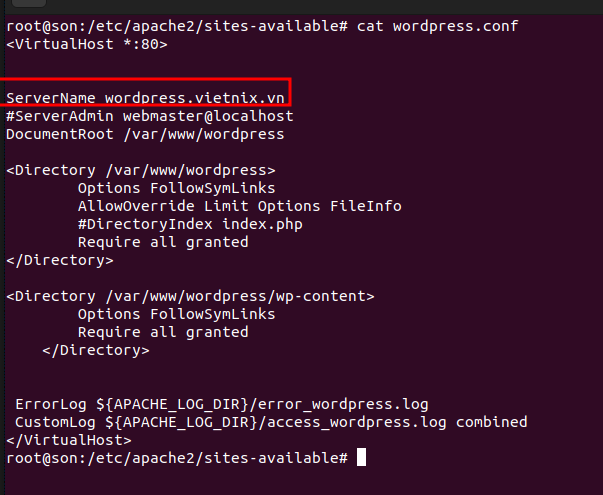 root@son:/etc/apache2/sites-available# cat wordpress.conf
<VirtualHost *:80>
ServerName wordpress.vietnix.vn
#ServerAdmin webmaster@localhost
DocumentRoot /var/www/wordpress
<Directory /var/www/wordpress>
Options FollowSymLinks
AllowOverride Limit Options FileInfo
#DirectoryIndex index.php
Require all granted
</Directory>
<Directory /var/www/wordpress/wp-content>
Options FollowSymLinks
Require all granted
</Directory>
ErrorLog ${APACHE_LOG_DIR}/error_wordpress.log
CustomLog ${APACHE_LOG_DIR}/access_wordpress.log combined
</VirtualHost>
root@son:/etc/apache2/sites-available#